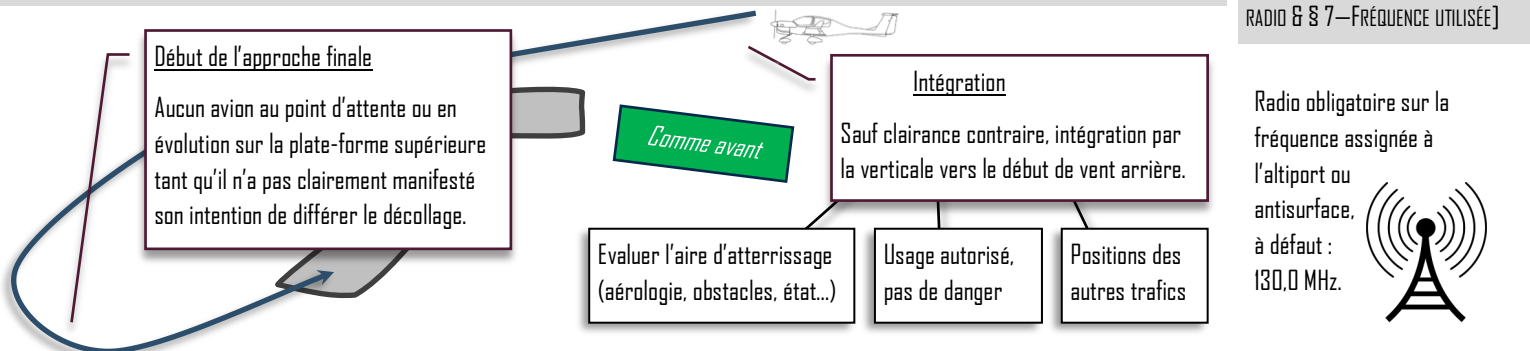 RADIO & § 7—FRÉQUENCE UTILISÉE]
Début de l'approche finale
Aucun avion au point d'attente ou en
évolution sur la plate-forme supérieure
tant qu'il n'a pas clairement manifesté
son intention de différer le décollage.
Comme avant
Intégration
Sauf clairance contraire, intégration par
la verticale vers le début de vent arrière.
Evaluer l'aire d'atterrissage
(aérologie, obstacles, état...)
Usage autorisé,
pas de danger
Positions des
autres trafics
Radio obligatoire sur la
fréquence assignée à
l'altiport ou
antisurface,
à défaut :
130,0 MHz.